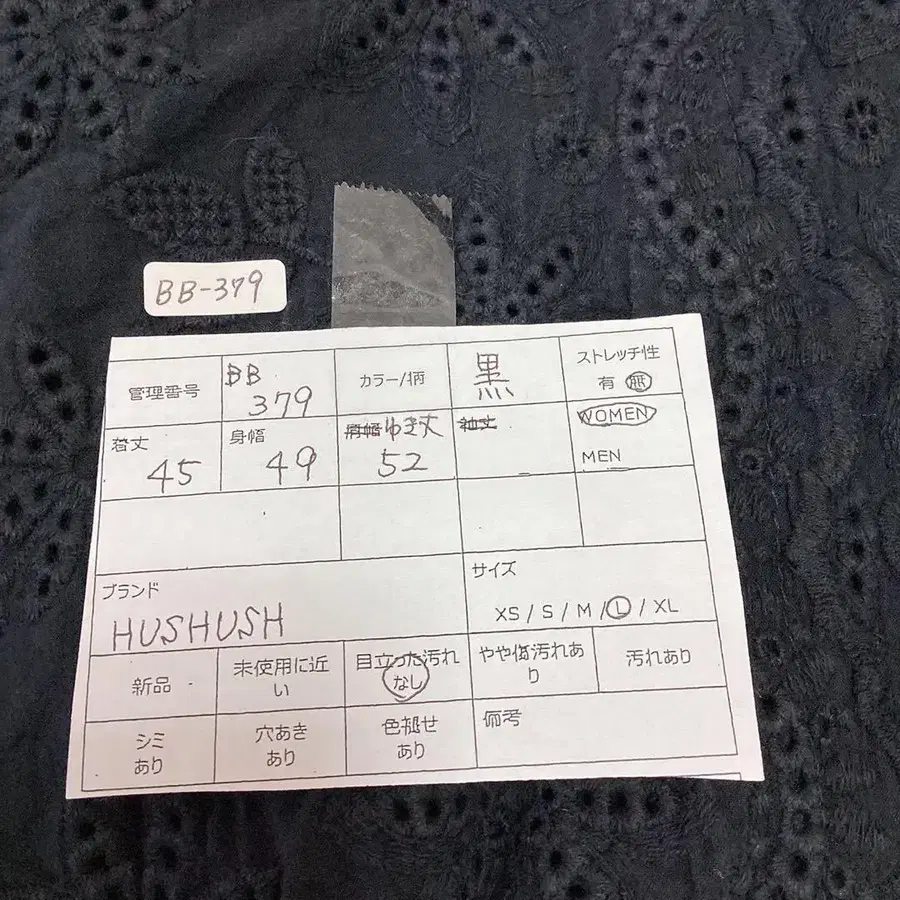 BB-379
管理番号
BB
379
カラー/柄
黒
ストレッチ性
有 無
着丈
45
身幅
49
肩幅 ゆき丈
52
袖丈
WOMEN
MEN
ブランド
HUSHUSH
サイズ
XS / S / M / L / XL
新品
未使用に近
い
目立った汚れ
なし
やや傷汚れあ
り
汚れあり
シミ
あり
穴あき
あり
色褪せ
あり
備考